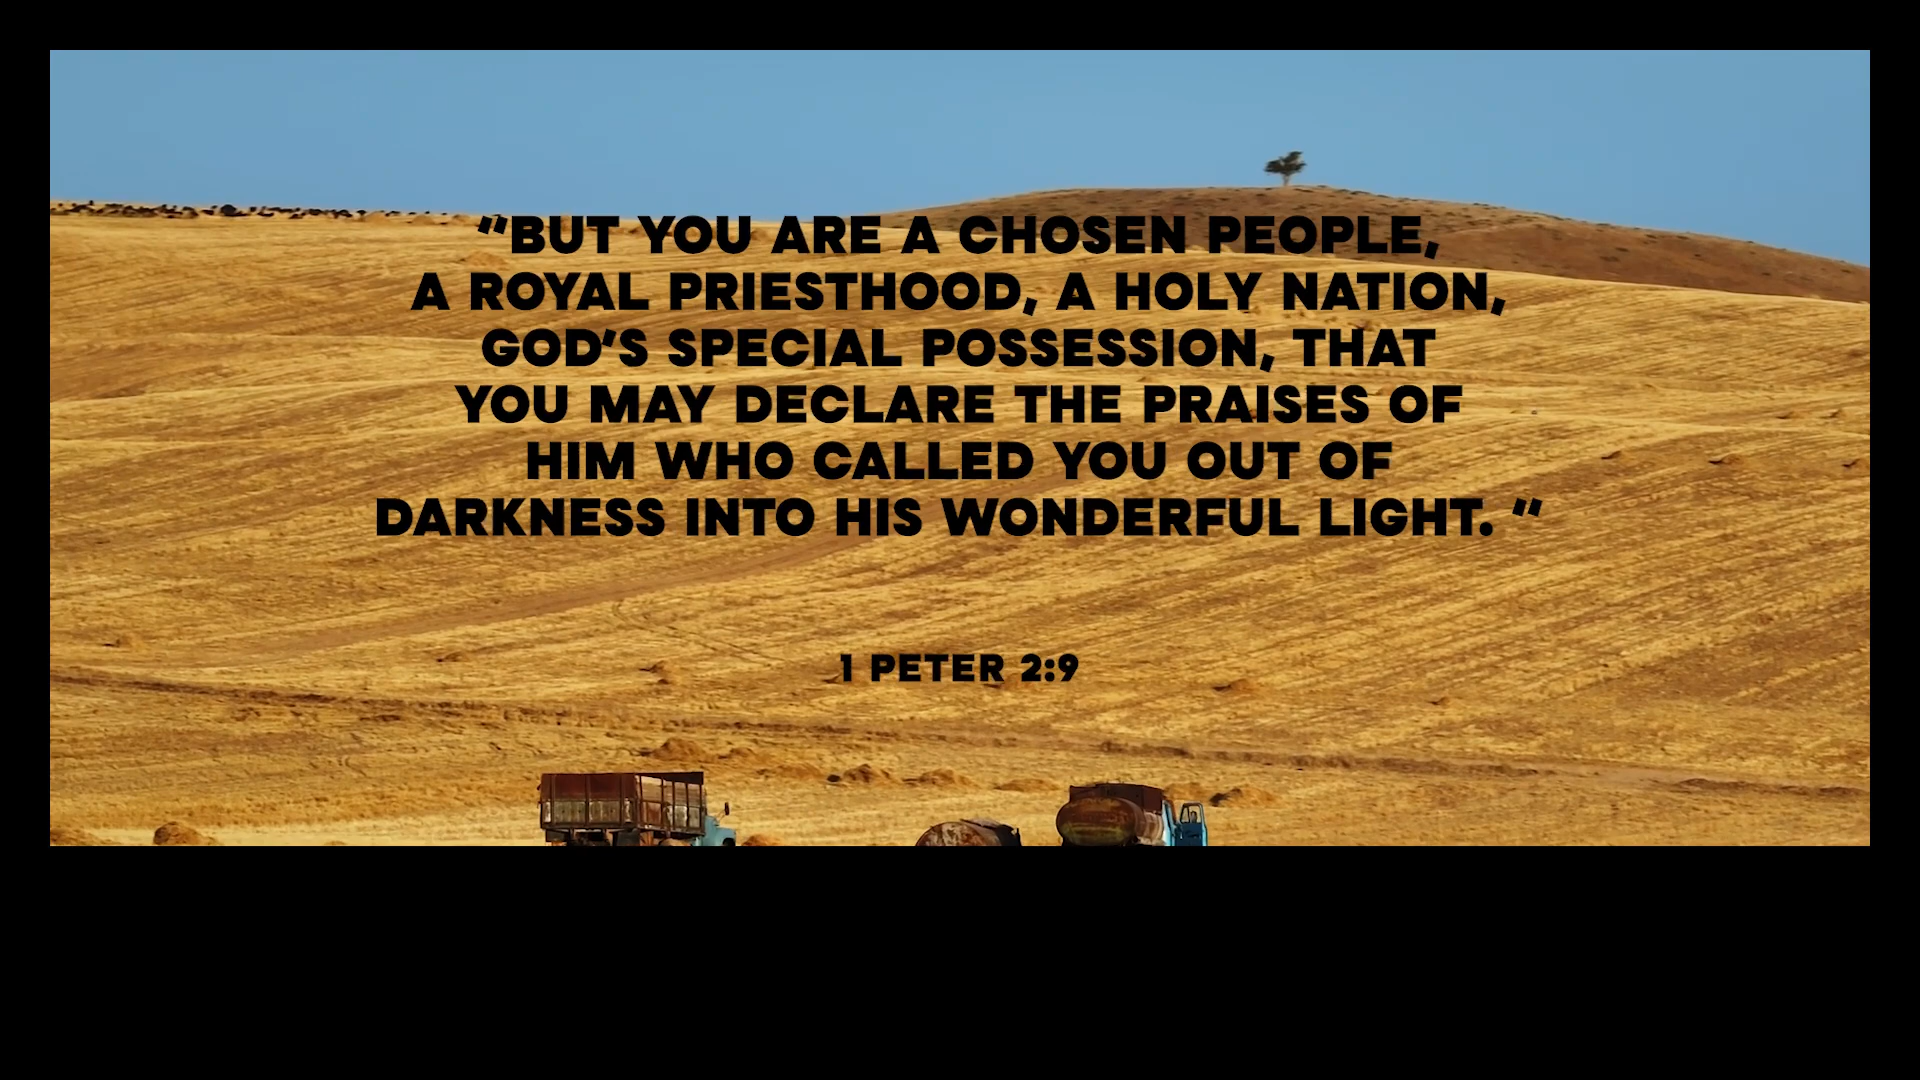 “BUT YOU ARE A CHOSEN PEOPLE,
A ROYAL PRIESTHOOD, A HOLY NATION,
GOD’S SPECIAL POSSESSION, THAT
YOU MAY DECLARE THE PRAISES OF
HIM WHO CALLED YOU OUT OF
DARKNESS INTO HIS WONDERFUL LIGHT. “
1 PETER 2:9